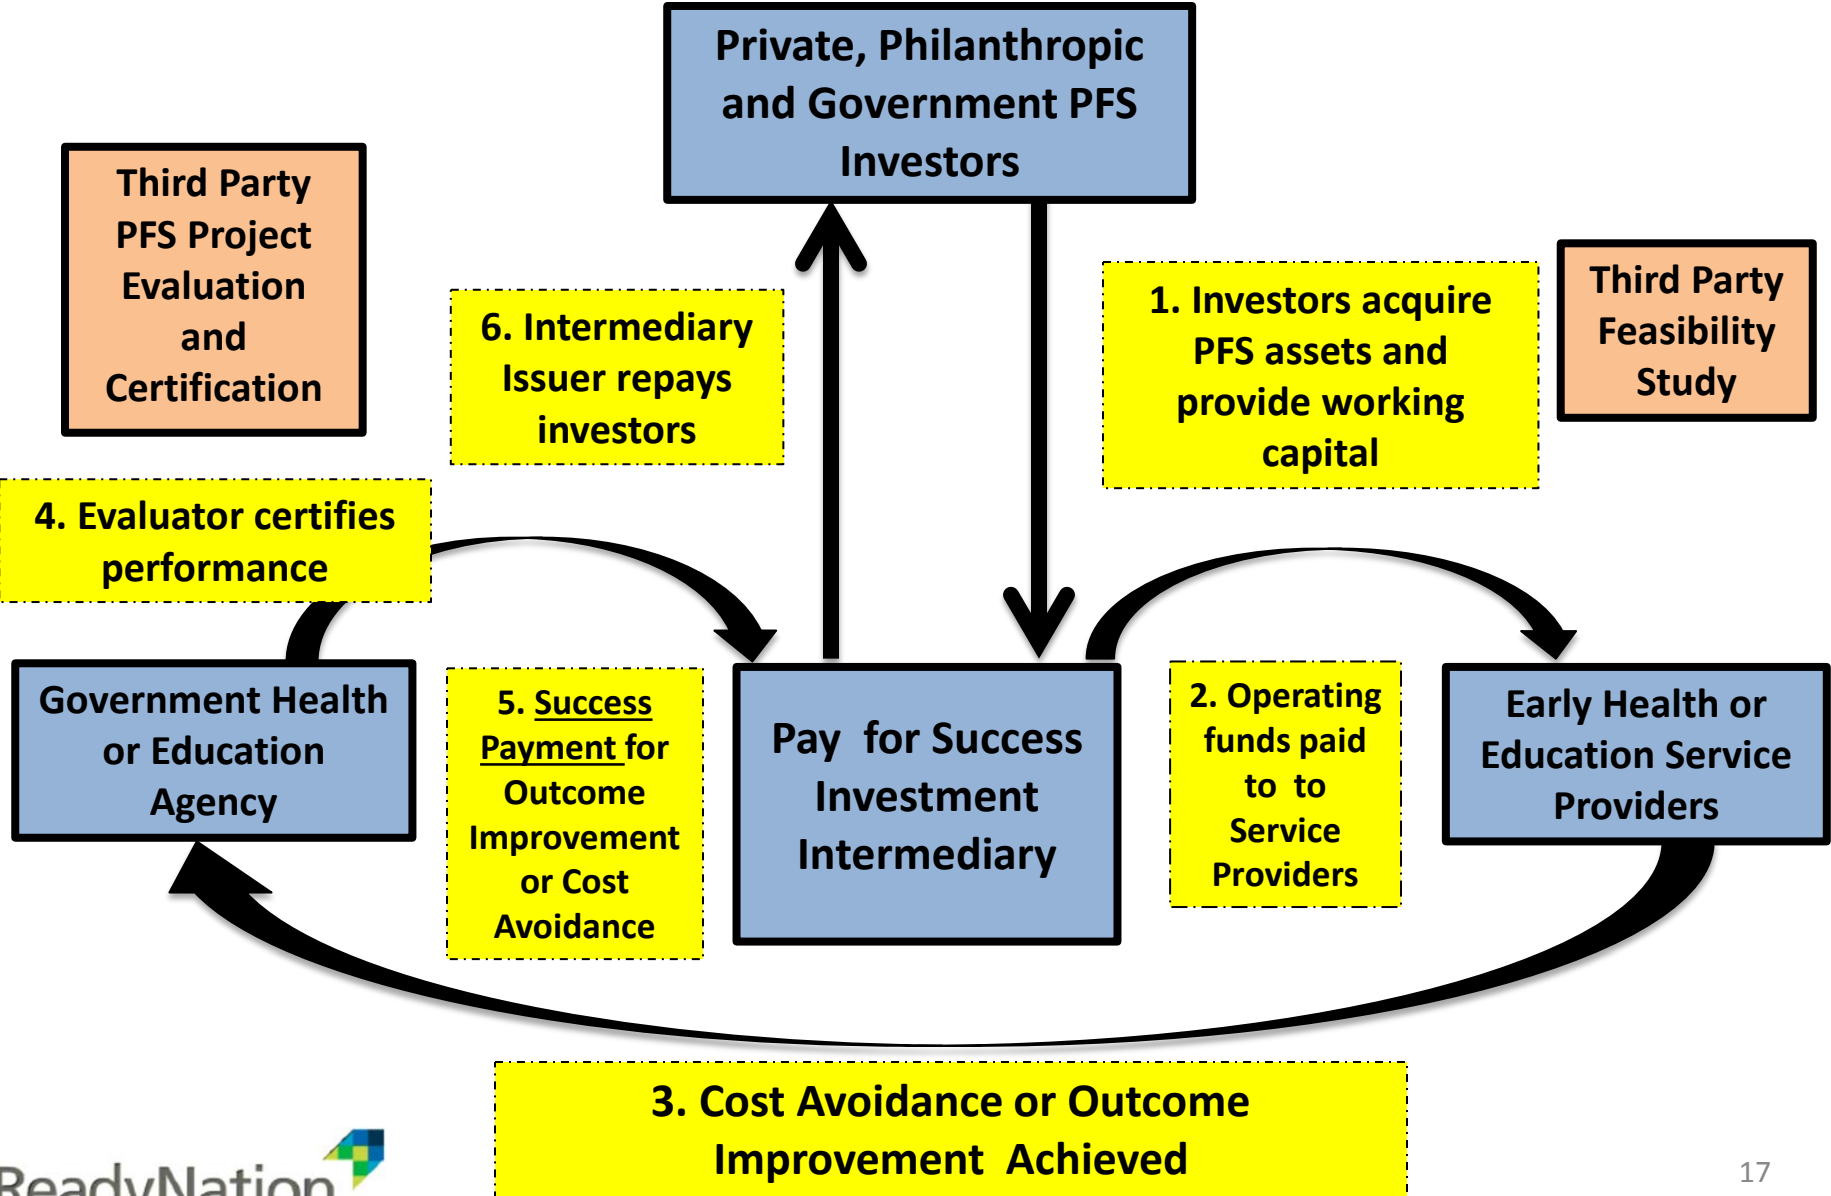 Private, Philanthropic
and Government PFS
Investors
Third Party
PFS Project
Evaluation
and
Certification
6. Intermediary
Issuer repays
investors
1. Investors acquire
PFS assets and
provide working
capital
Third Party
Feasibility
Study
4. Evaluator certifies
performance
Government Health
or Education
Agency
5. Success
Payment for
Outcome
Improvement
or Cost
Avoidance
Pay for Success
Investment
Intermediary
2. Operating
funds paid
to to
Service
Providers
Early Health or
Education Service
Providers
3. Cost Avoidance or Outcome
Improvement Achieved
ReadyNation
17